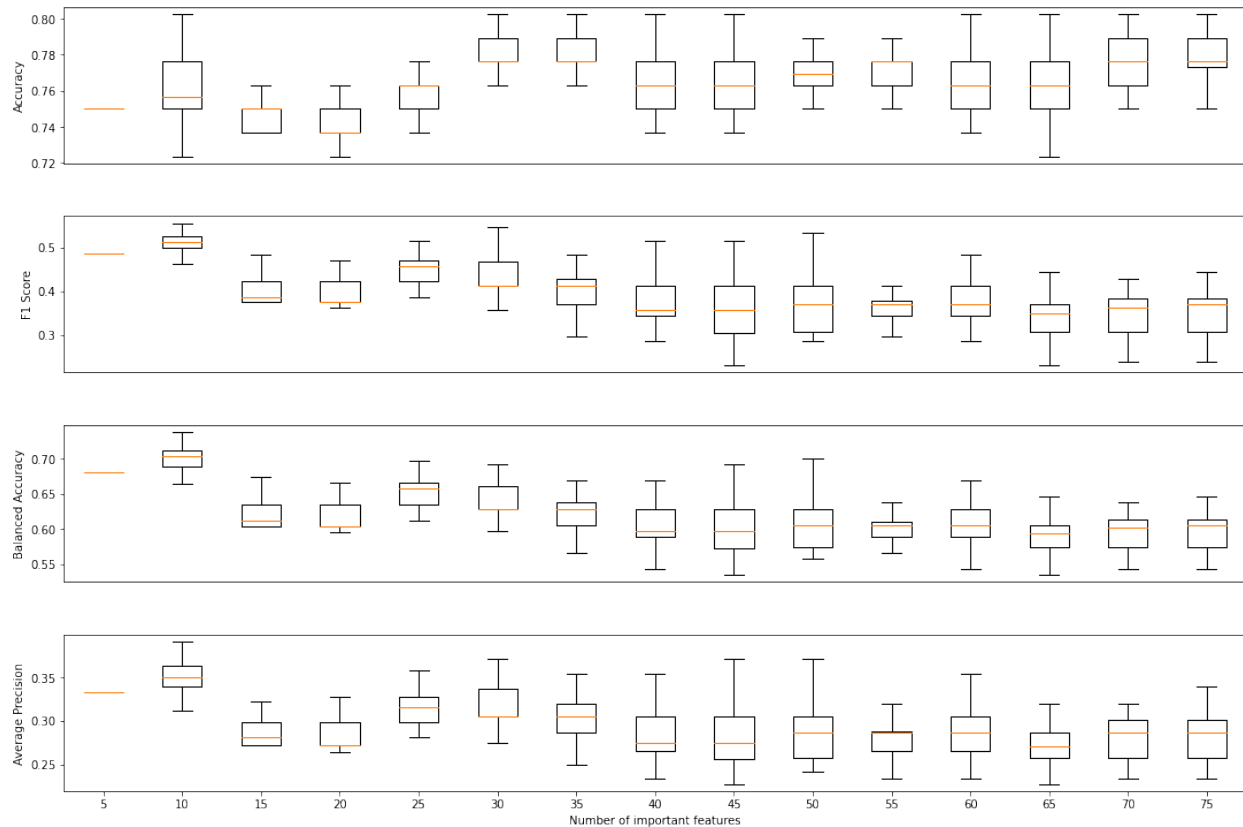 Accuracy
0.80
0.78
0.76
0.74
0.72
F1 Score
0.5
0.4
0.3
Balanced Accuracy
0.70
0.65
0.60
0.55
Average Precision
0.35
0.30
0.25
5 10 15 20 25 30 35 40 45 50 55 60 65 70 75
Number of important features